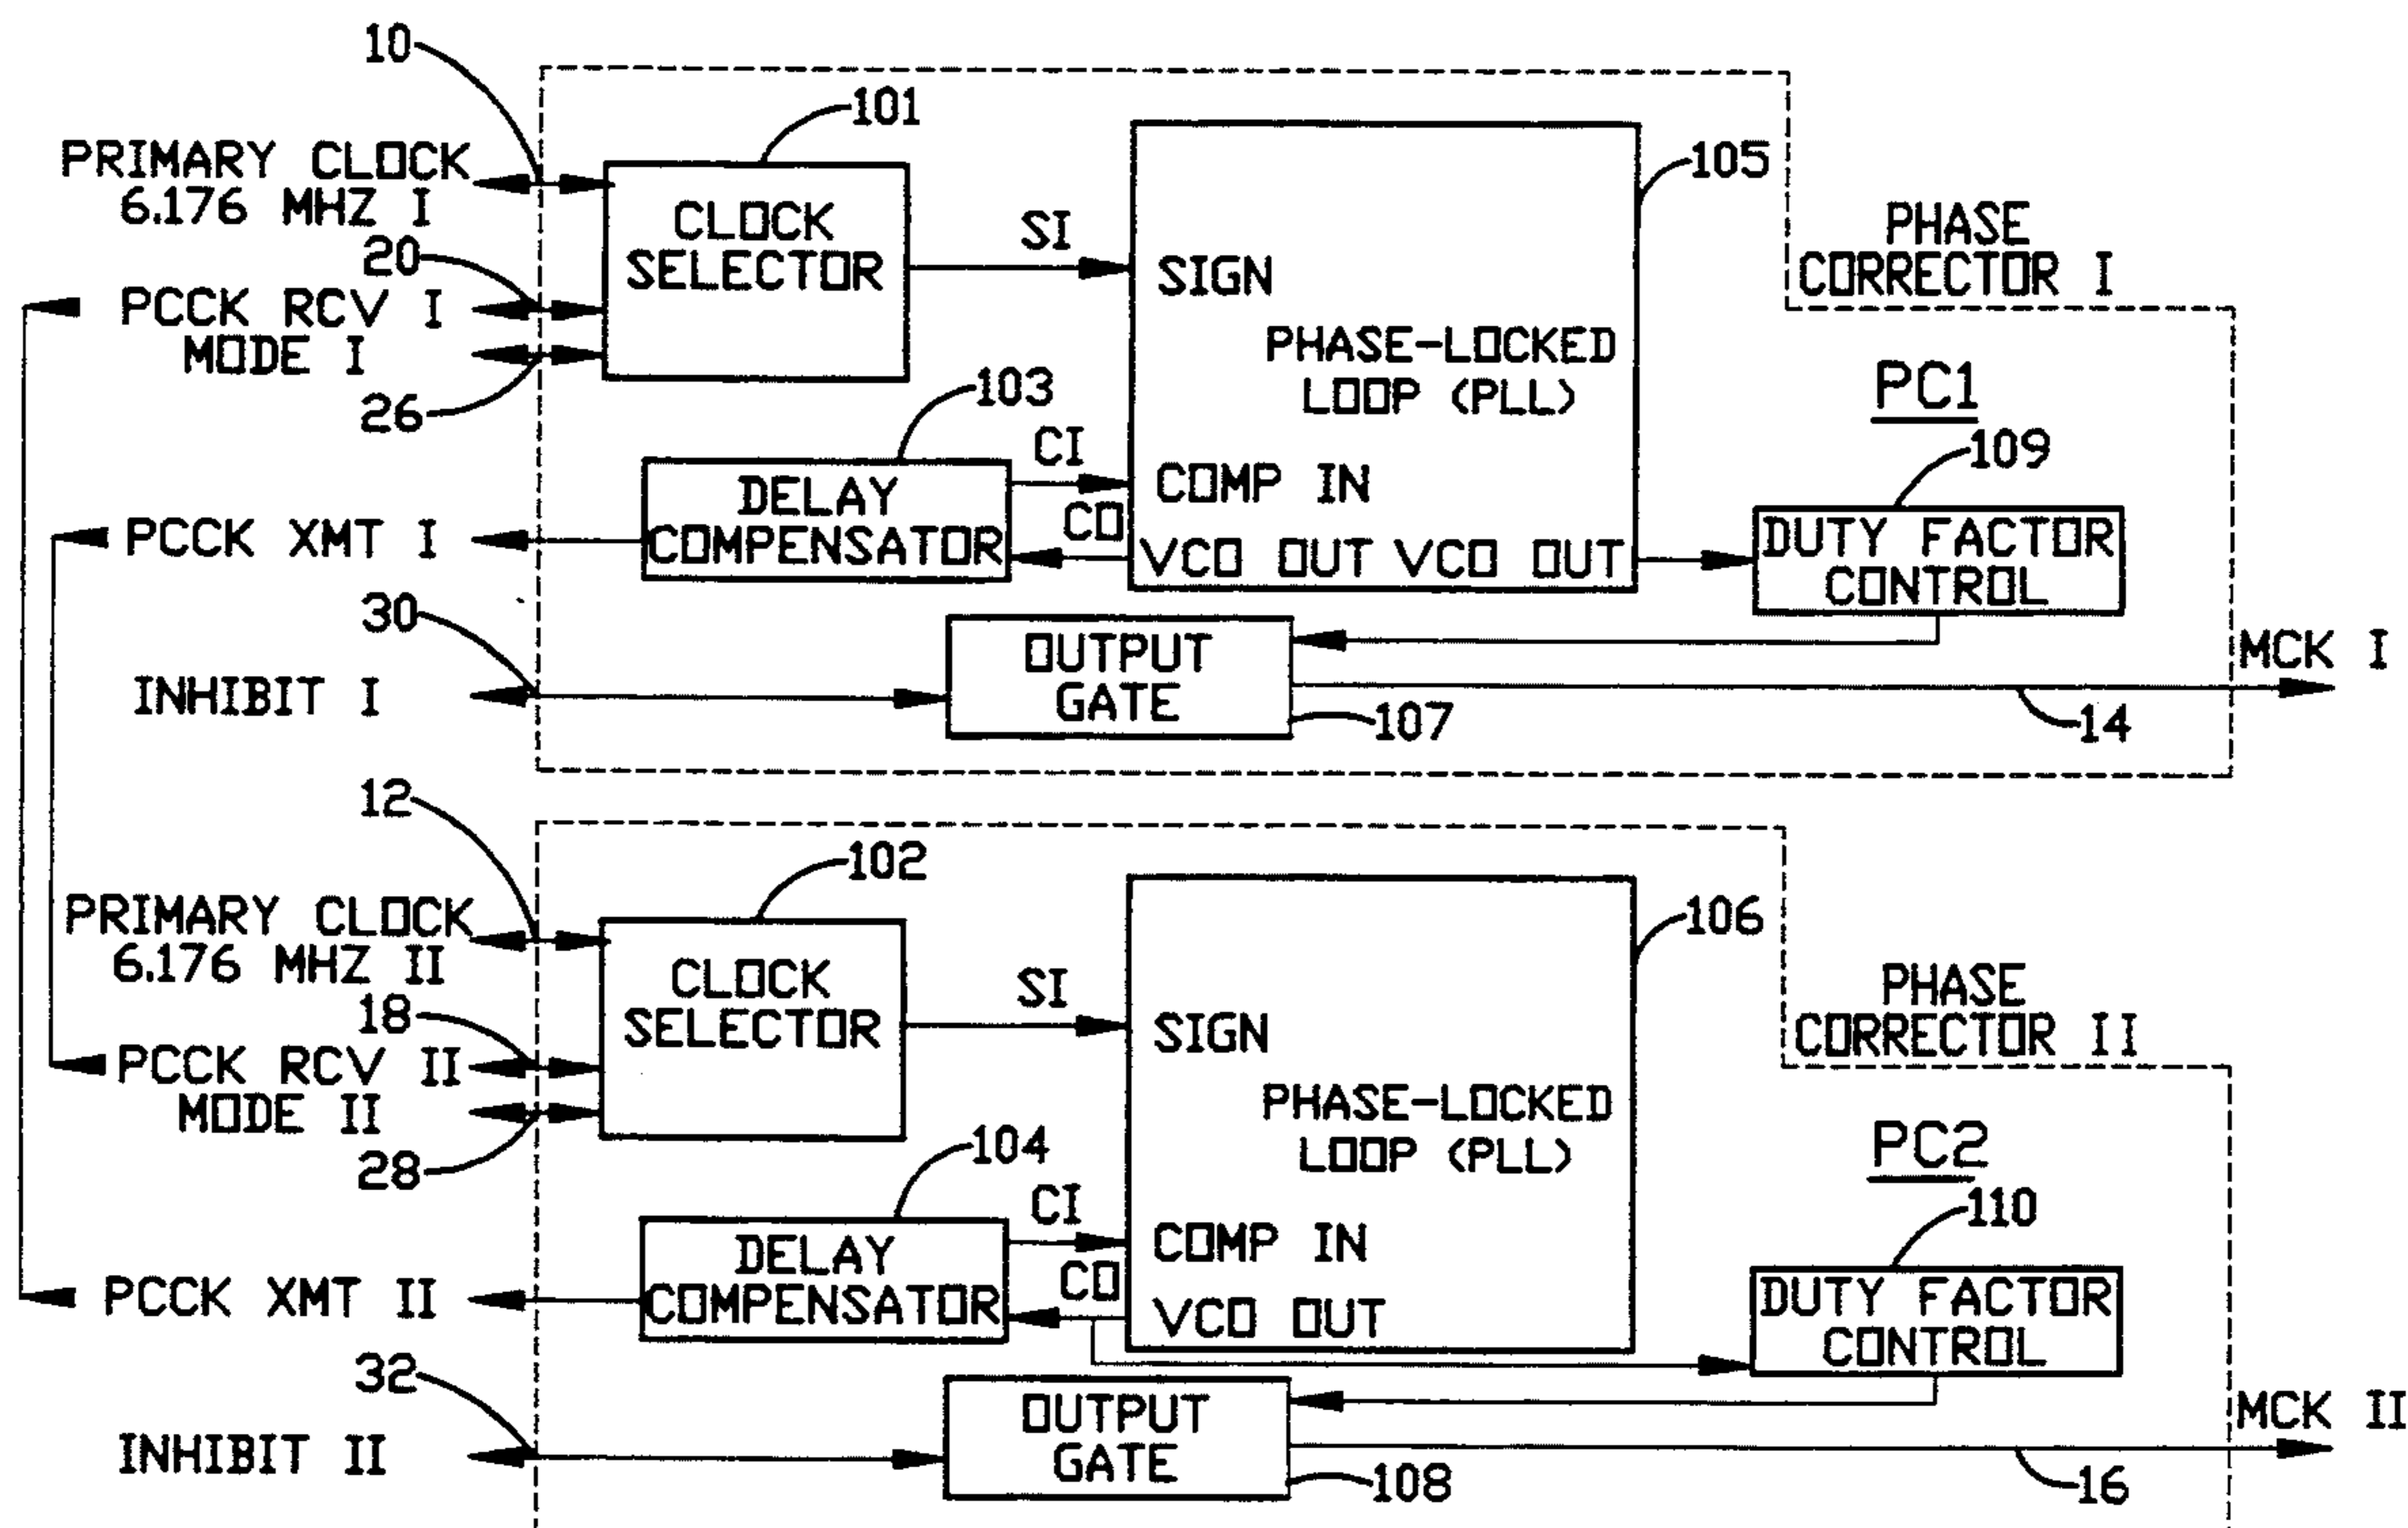 10
101
PRIMARY CLOCK
6.176 MHZ I
CLOCK
SELECTOR
SI
SIGN
105
PHASE
CORRECTOR I
20
PCCK RCV I
MODE I
26
PHASE-LOCKED
LOOP (PLL)
PC1
103
CI
COMP IN
109
DELAY
COMPENSATOR
CO
VCO OUT VCO OUT
DUTY FACTOR
CONTROL
PCCK XMT I
30
INHIBIT I
OUTPUT
GATE
107
14
MCK I
12
102
PRIMARY CLOCK
6.176 MHZ II
CLOCK
SELECTOR
SI
SIGN
106
PHASE
CORRECTOR II
18
PCCK RCV II
MODE II
28
PHASE-LOCKED
LOOP (PLL)
PC2
104
CI
COMP IN
110
DELAY
COMPENSATOR
CO
VCO OUT
DUTY FACTOR
CONTROL
PCCK XMT II
32
INHIBIT II
OUTPUT
GATE
108
16
MCK II